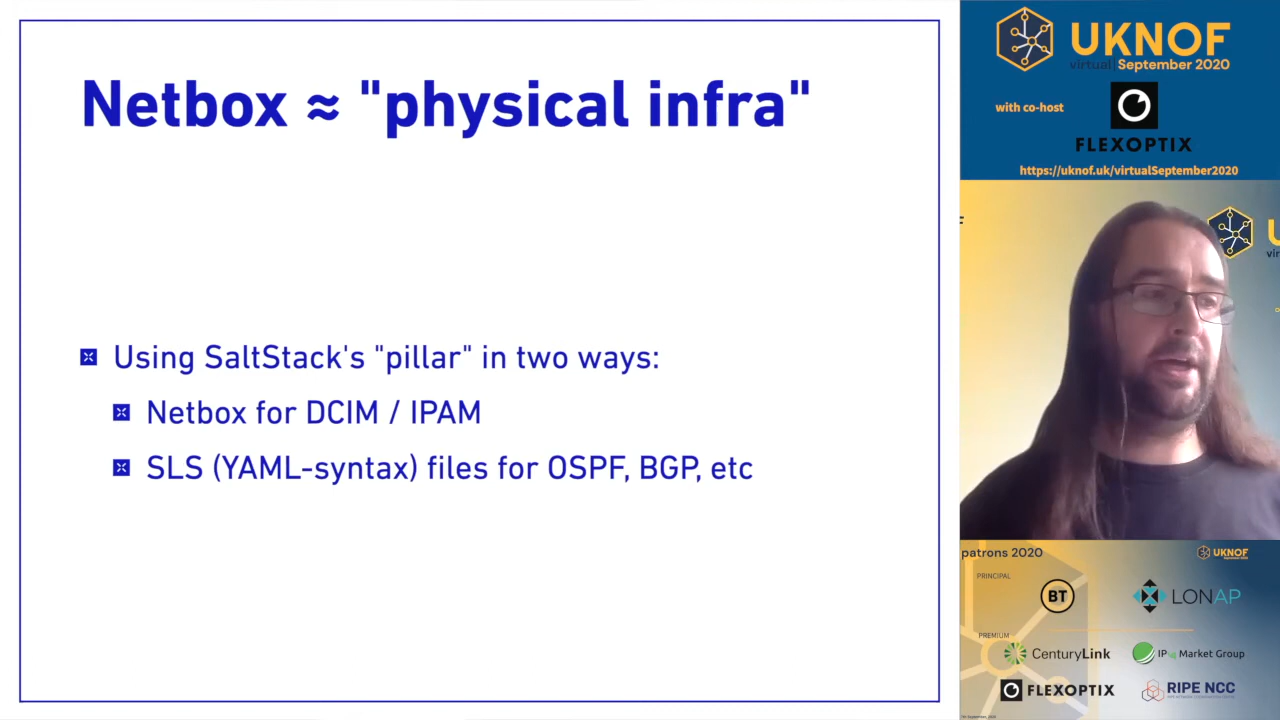 Netbox ≈ "physical infra"
Using SaltStack's "pillar" in two ways:
Netbox for DCIM / IPAM
SLS (YAML-syntax) files for OSPF, BGP, etc
UKNOF
virtual September 2020
with co-host
FLEXOPTIX
https://uknof.uk/virtualSeptember2020
F
U
vir
patrons 2020
UKNOF
PRINCIPAL
BT
LONAP
PREMIUM
CenturyLink
IPv4 Market Group
FLEXOPTIX
RIPE NCC